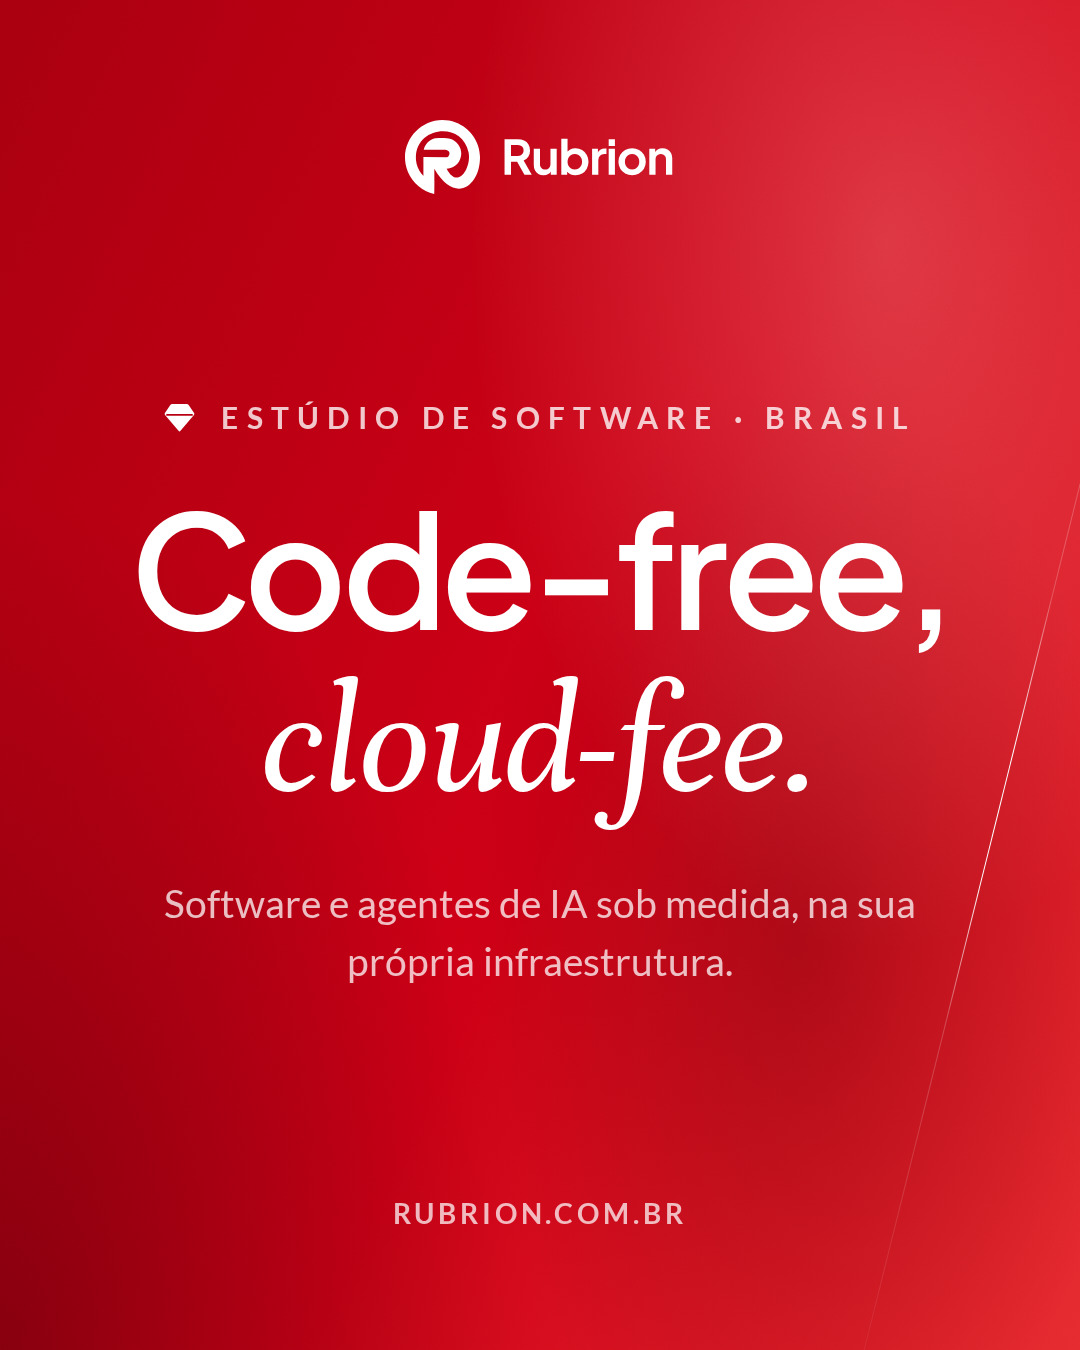 Rubrion
ESTÚDIO DE SOFTWARE · BRASIL
Code-free,
cloud-fee.
Software e agentes de IA sob medida, na sua
própria infraestrutura.
RUBRION.COM.BR